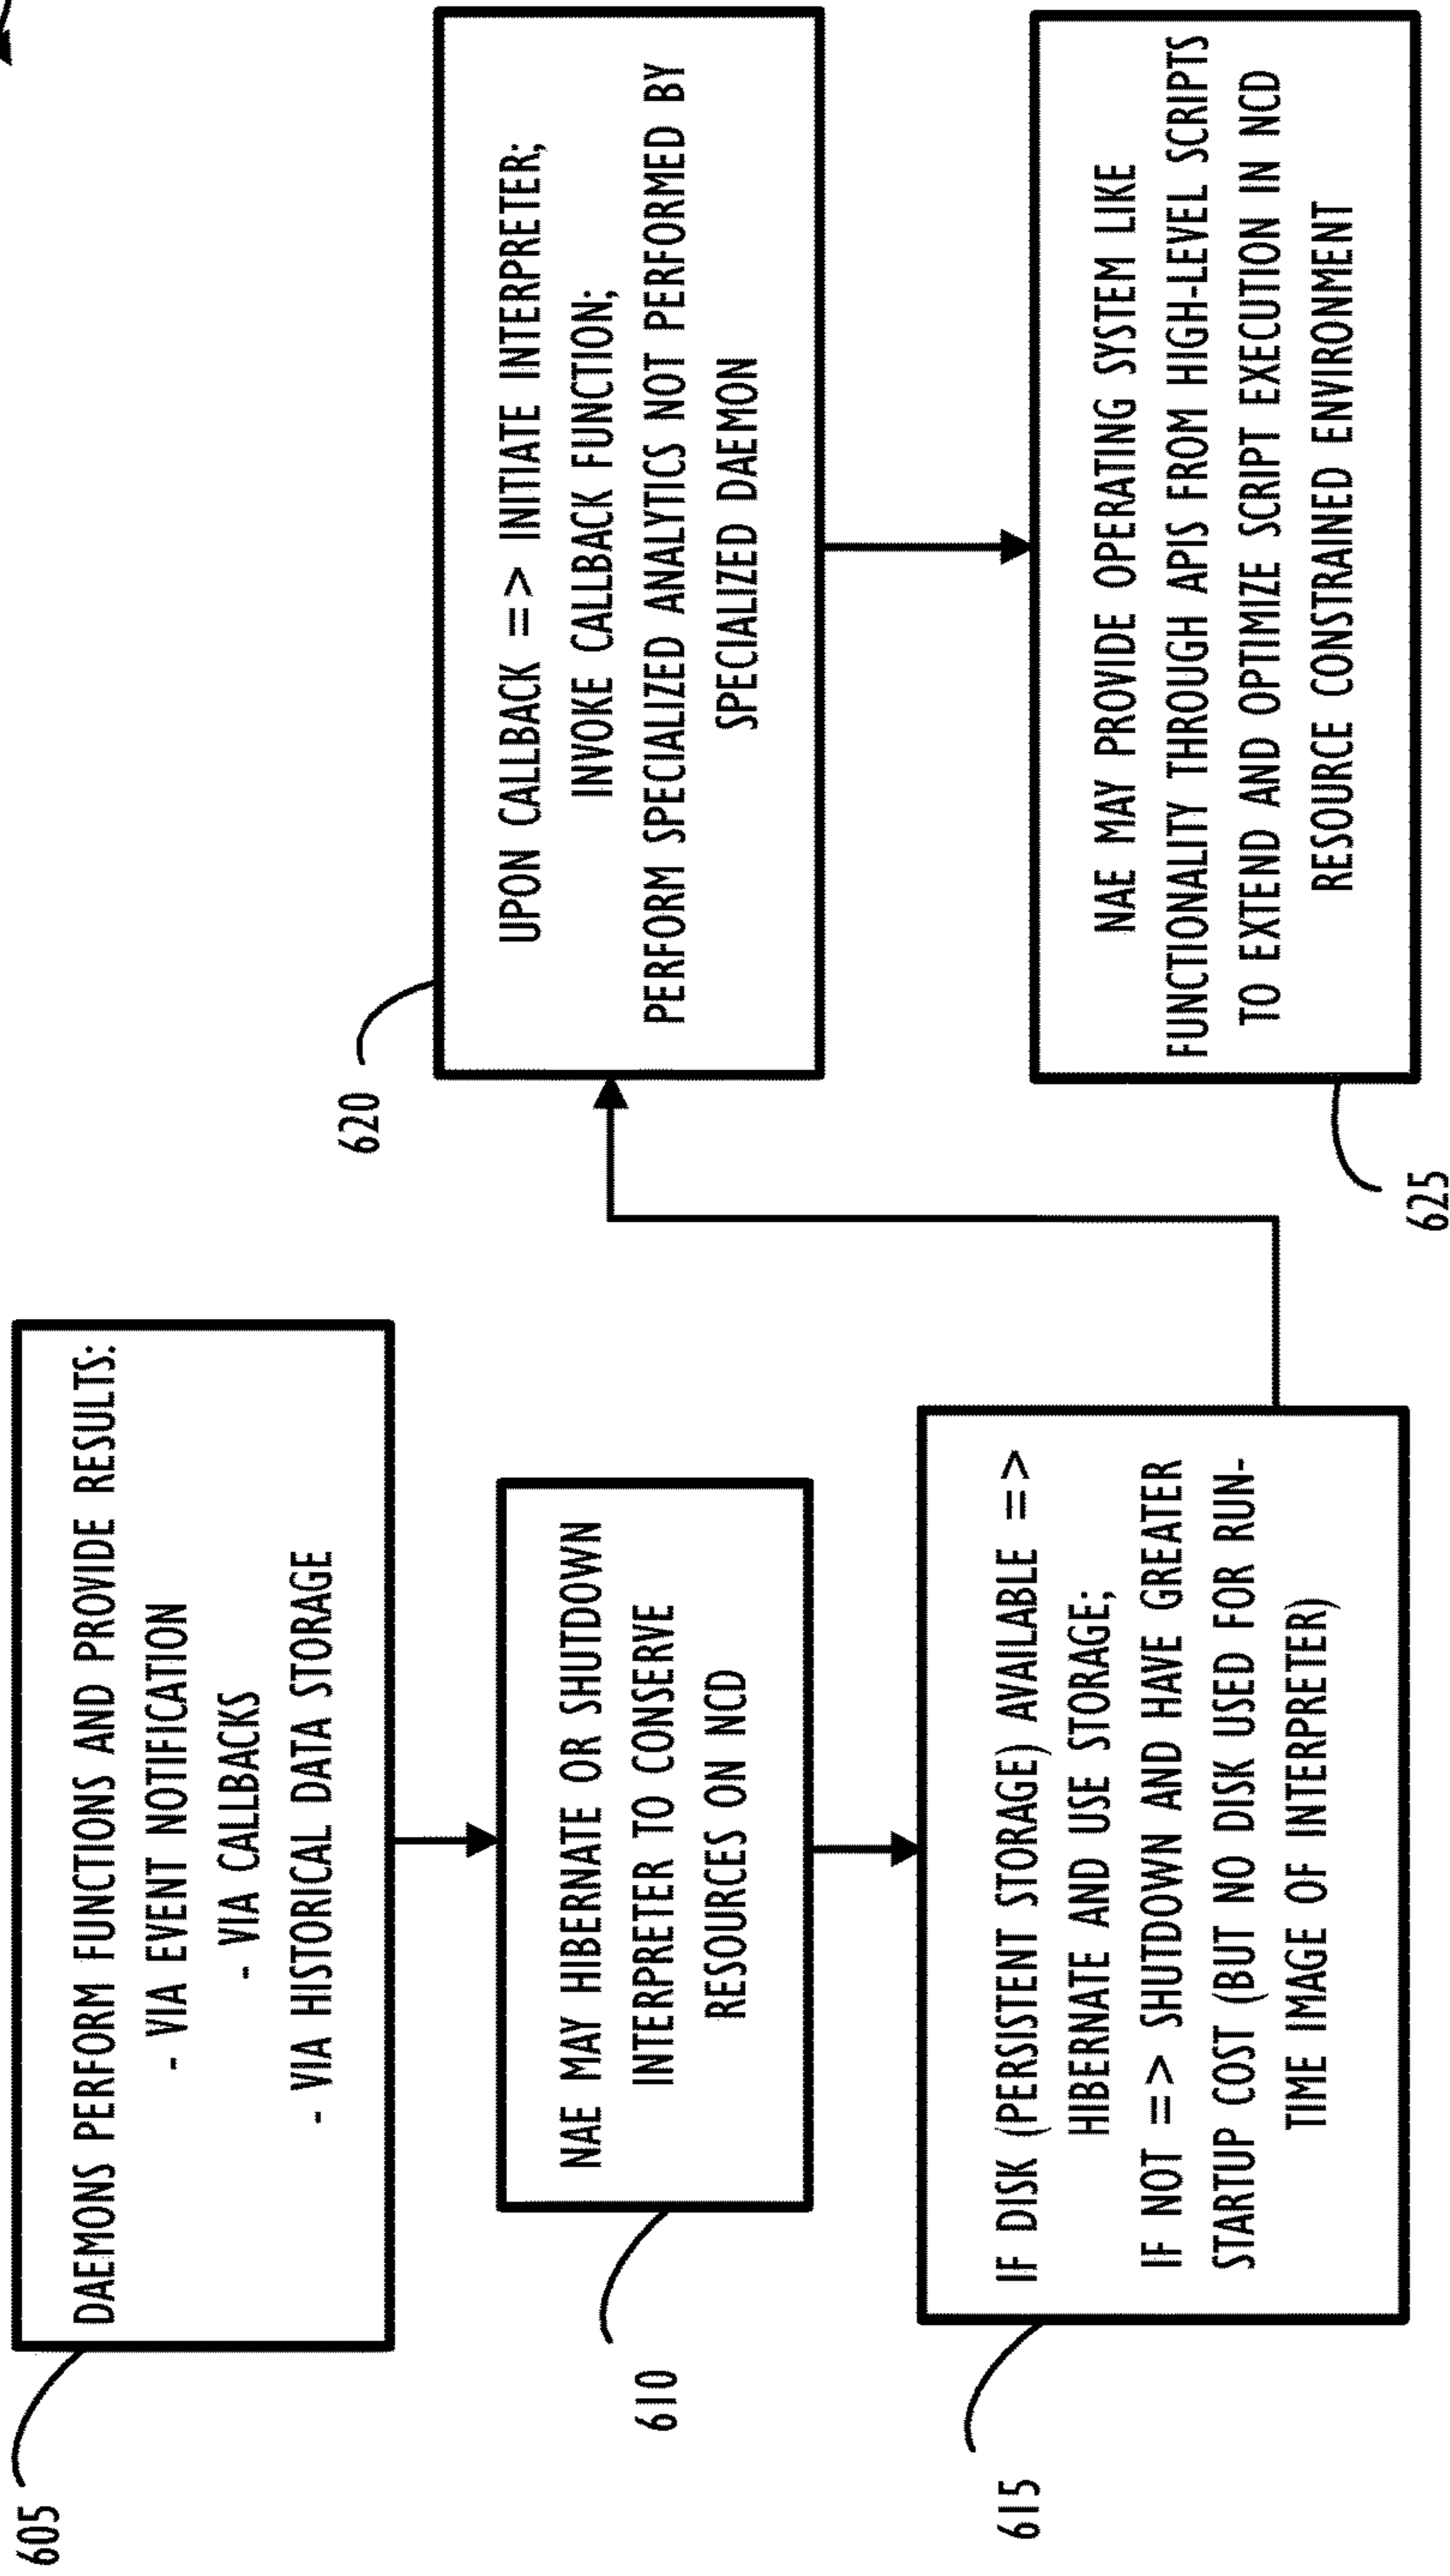 605
DAEMONS PERFORM FUNCTIONS AND PROVIDE RESULTS:
- VIA EVENT NOTIFICATION
- VIA CALLBACKS
- VIA HISTORICAL DATA STORAGE
610
NAE MAY HIBERNATE OR SHUTDOWN
INTERPRETER TO CONSERVE
RESOURCES ON NCD
615
IF DISK (PERSISTENT STORAGE) AVAILABLE =>
HIBERNATE AND USE STORAGE;
IF NOT => SHUTDOWN AND HAVE GREATER
STARTUP COST (BUT NO DISK USED FOR RUN-
TIME IMAGE OF INTERPRETER)
620
UPON CALLBACK => INITIATE INTERPRETER;
INVOKE CALLBACK FUNCTION;
PERFORM SPECIALIZED ANALYTICS NOT PERFORMED BY
SPECIALIZED DAEMON
625
NAE MAY PROVIDE OPERATING SYSTEM LIKE
FUNCTIONALITY THROUGH APIS FROM HIGH-LEVEL SCRIPTS
TO EXTEND AND OPTIMIZE SCRIPT EXECUTION IN NCD
RESOURCE CONSTRAINED ENVIRONMENT